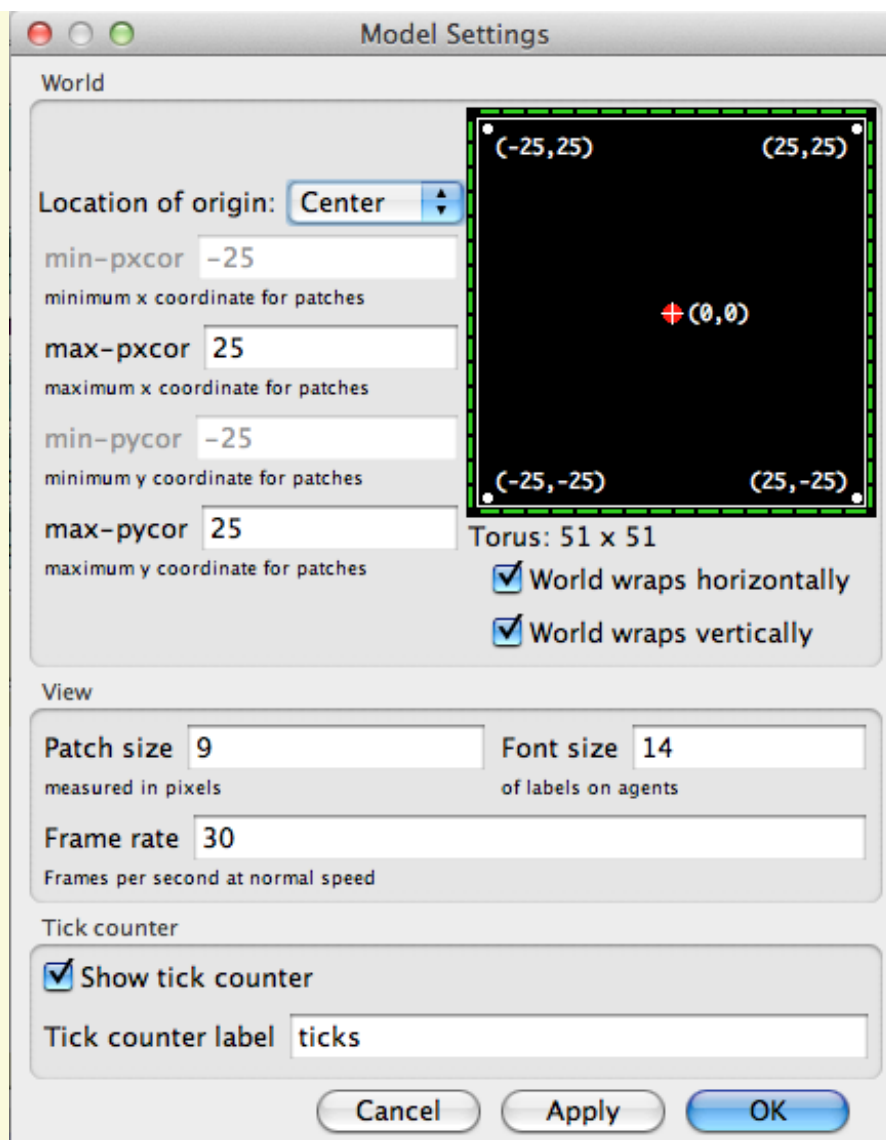 Model Settings
World
(-25,25) (25,25)
Location of origin: Center
min-pxcor -25
minimum x coordinate for patches
(0,0)
max-pxcor 25
maximum x coordinate for patches
min-pycor -25
minimum y coordinate for patches
(-25,-25) (25,-25)
max-pycor 25
maximum y coordinate for patches
Torus: 51 x 51
World wraps horizontally
World wraps vertically
View
Patch size 9 Font size 14
measured in pixels of labels on agents
Frame rate 30
Frames per second at normal speed
Tick counter
Show tick counter
Tick counter label ticks
Cancel Apply OK